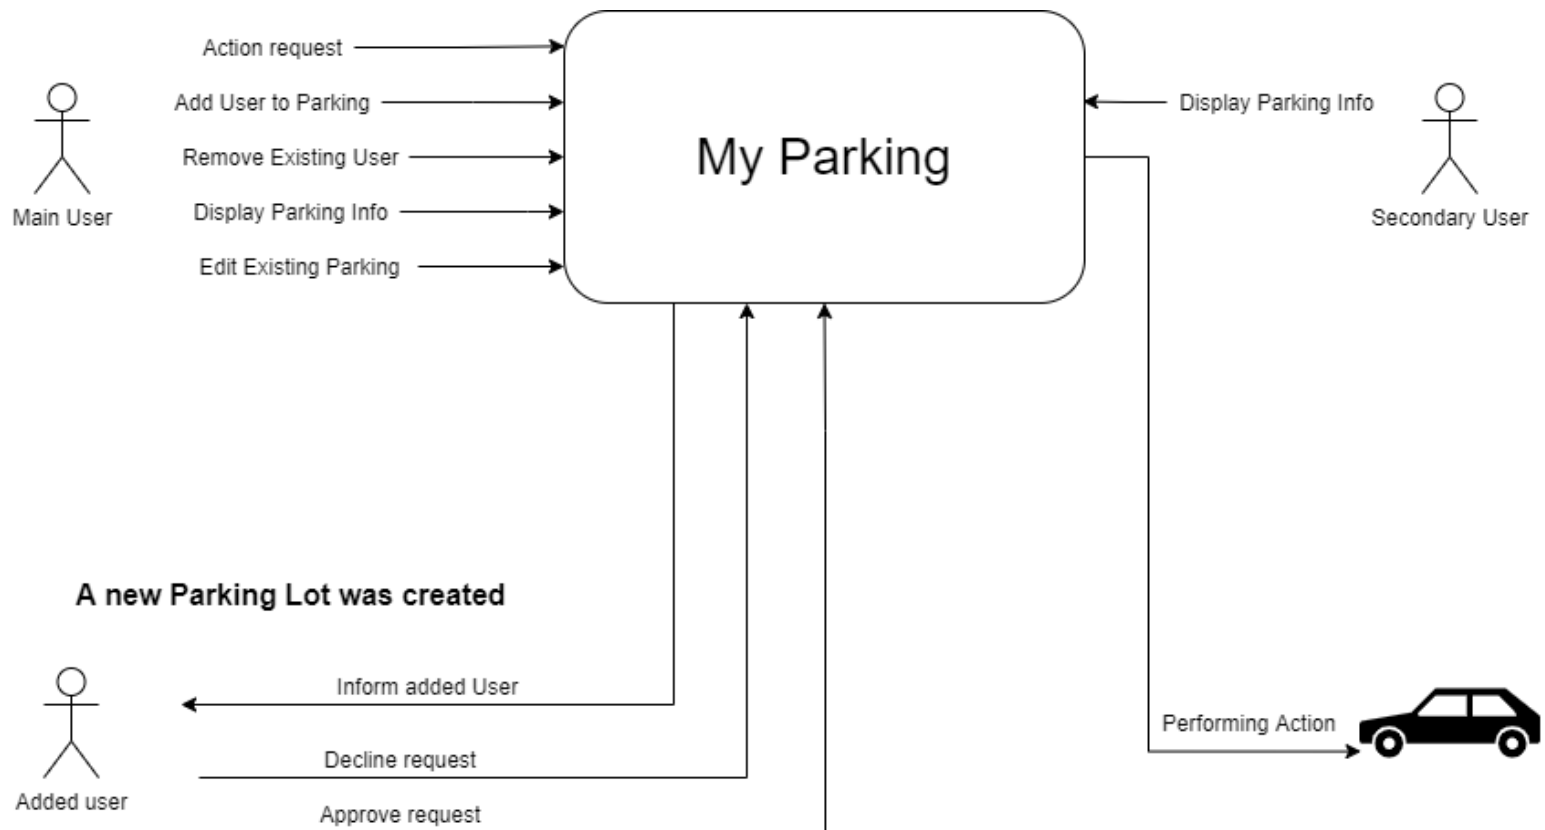 Action request
Add User to Parking
Remove Existing User
Display Parking Info
Edit Existing Parking
Main User
My Parking
Display Parking Info
Secondary User
A new Parking Lot was created
Inform added User
Decline request
Approve request
Added user
Performing Action